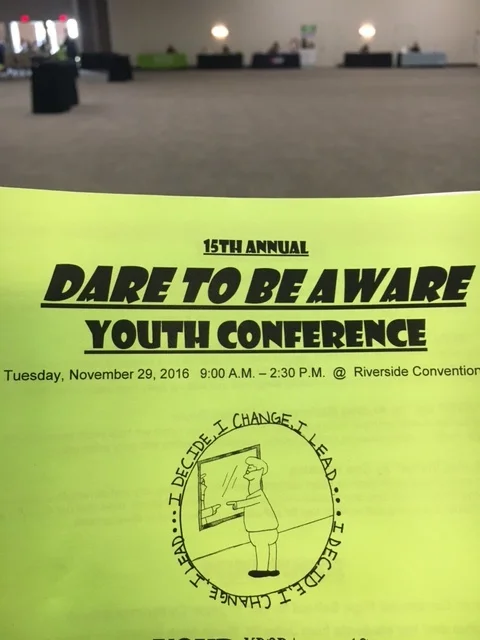 15TH ANNUAL
DARE TO BE AWARE
YOUTH CONFERENCE
Tuesday, November 29, 2016 9:00 A.M. – 2:30 P.M. @ Riverside Convention
I DECIDE, I CHANGE, I LEAD... I DECIDE, I CHANGE, I LEAD...